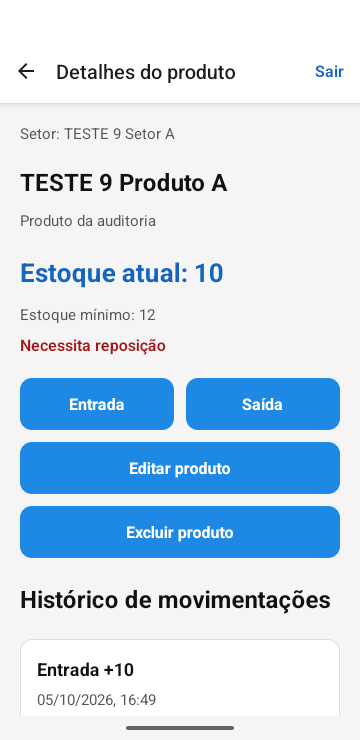 Detalhes do produto
Sair
Setor: TESTE 9 Setor A
TESTE 9 Produto A
Produto da auditoria
Estoque atual: 10
Estoque mínimo: 12
Necessita reposição
Entrada
Saída
Editar produto
Excluir produto
Histórico de movimentações
Entrada +10
05/10/2026, 16:49